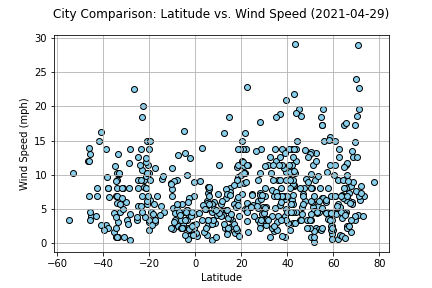 City Comparison: Latitude vs. Wind Speed (2021-04-29)
30
25
20
15
10
5
0
Wind Speed (mph)
−60 −40 −20 0 20 40 60 80
Latitude